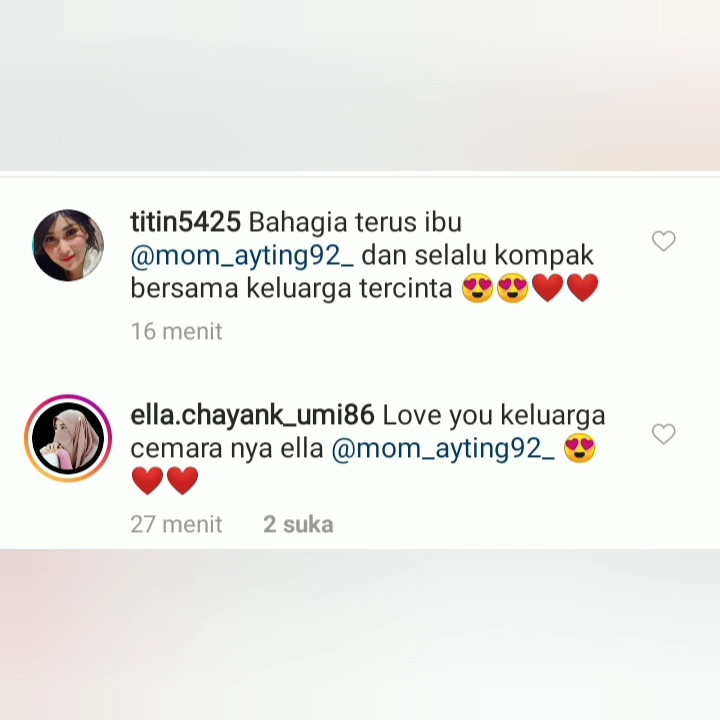 titin5425 Bahagia terus ibu
@mom_ayting92_ dan selalu kompak
bersama keluarga tercinta 😍😍❤️❤️
16 menit
ella.chayank_umi86 Love you keluarga
cemara nya ella @mom_ayting92_ 😍
❤️❤️
27 menit 2 suka